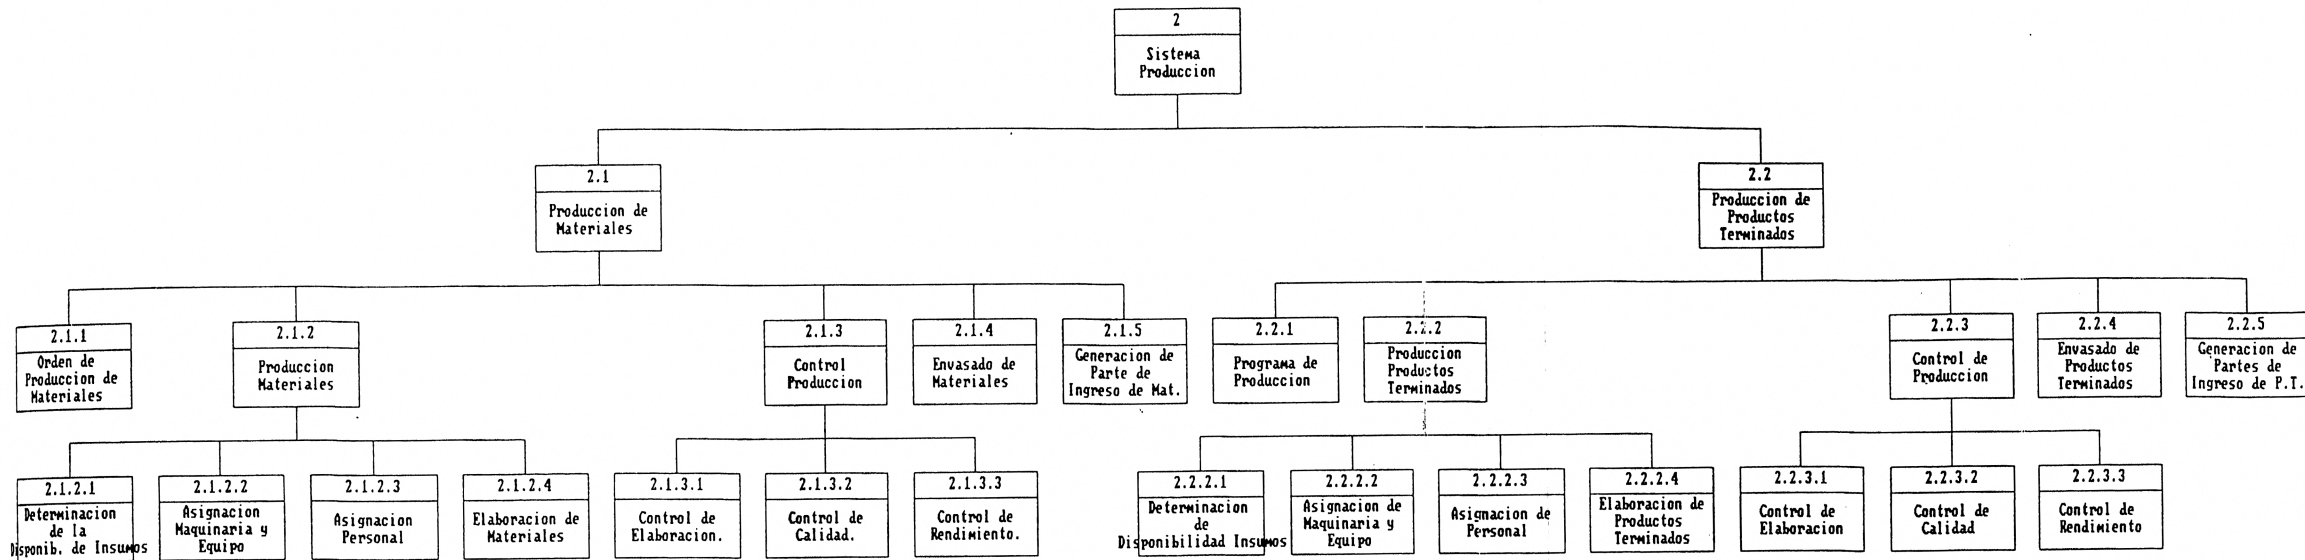 2
Sistema
Produccion
2.1
Produccion de
Materiales
2.2
Produccion de
Productos
Terminados
2.1.1
Orden de
Produccion de
Materiales
2.1.2
Produccion
Materiales
2.1.3
Control
Produccion
2.1.4
Envasado de
Materiales
2.1.5
Generacion de
Parte de
Ingreso de Mat.
2.2.1
Programa de
Produccion
2.2.2
Produccion
Productos
Terminados
2.2.3
Control de
Produccion
2.2.4
Envasado de
Productos
Terminados
2.2.5
Generacion de
Partes de
Ingreso de P.T.
2.1.2.1
Determinacion
de la
Disponib. de Insumos
2.1.2.2
Asignacion
Maquinaria y
Equipo
2.1.2.3
Asignacion
Personal
2.1.2.4
Elaboracion de
Materiales
2.1.3.1
Control de
Elaboracion.
2.1.3.2
Control de
Calidad.
2.1.3.3
Control de
Rendimiento.
2.2.2.1
Determinacion
de
Disponibilidad Insumos
2.2.2.2
Asignacion de
Maquinaria y
Equipo
2.2.2.3
Asignacion de
Personal
2.2.2.4
Elaboracion de
Productos
Terminados
2.2.3.1
Control de
Elaboracion
2.2.3.2
Control de
Calidad
2.2.3.3
Control de
Rendimiento